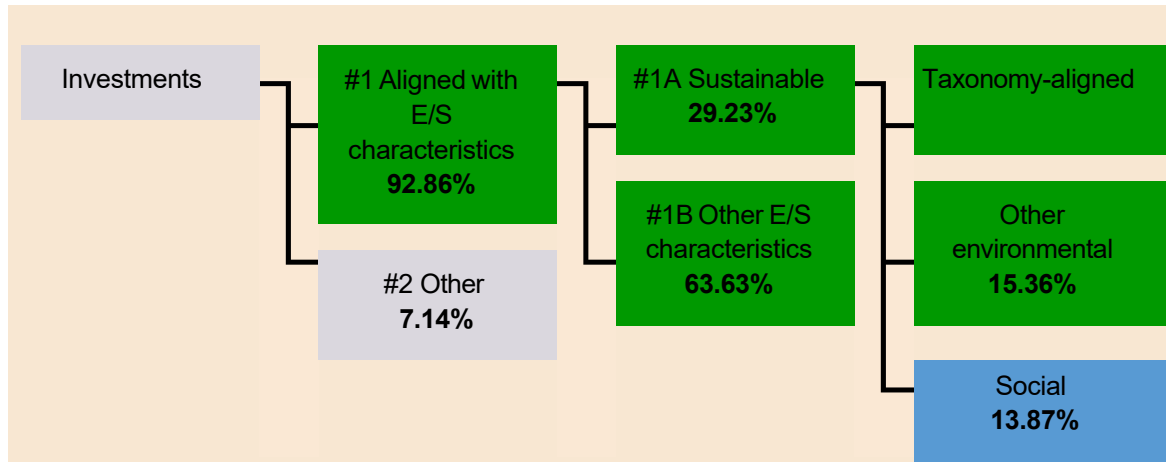 Investments
#1 Aligned with
E/S
characteristics
92.86%
#2 Other
7.14%
#1A Sustainable
29.23%
#1B Other E/S
characteristics
63.63%
Taxonomy-aligned
Other
environmental
15.36%
Social
13.87%